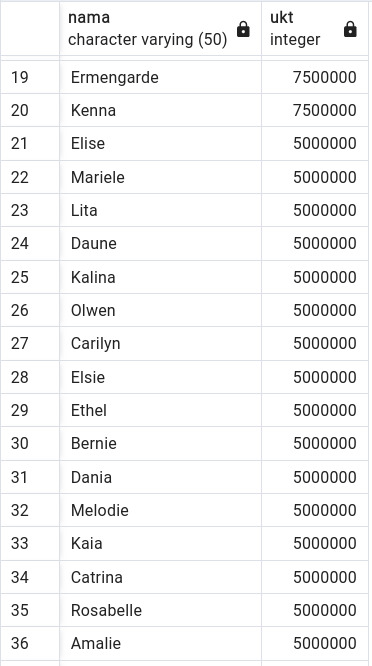 nama ukt
character varying (50) integer
19 Ermengarde 7500000
20 Kenna 7500000
21 Elise 5000000
22 Mariele 5000000
23 Lita 5000000
24 Daune 5000000
25 Kalina 5000000
26 Olwen 5000000
27 Carilyn 5000000
28 Elsie 5000000
29 Ethel 5000000
30 Bernie 5000000
31 Dania 5000000
32 Melodie 5000000
33 Kaia 5000000
34 Catrina 5000000
35 Rosabelle 5000000
36 Amalie 5000000